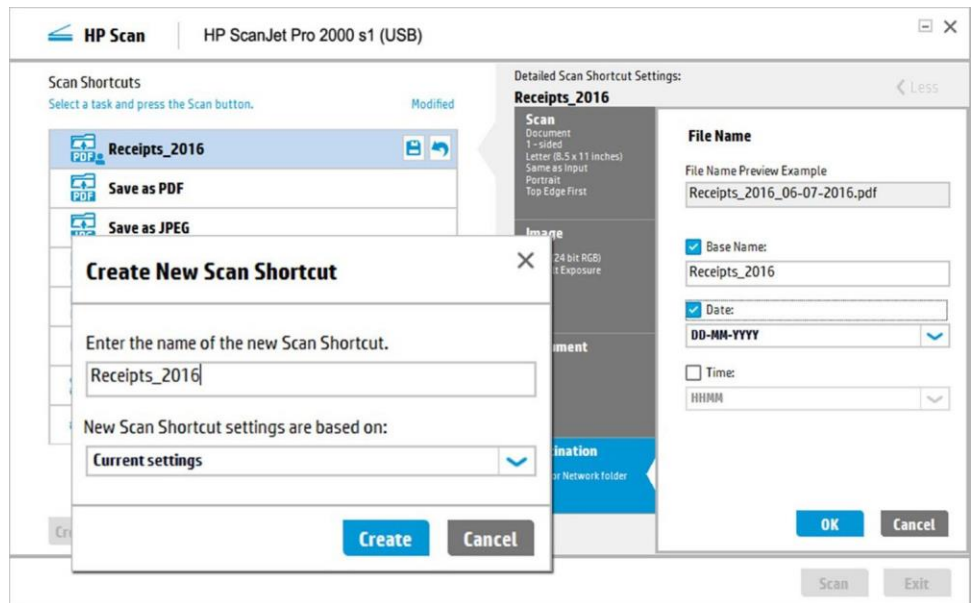 HP Scan
HP ScanJet Pro 2000 s1 (USB)
Scan Shortcuts
Select a task and press the Scan button.
Modified
PDF
Receipts_2016
PDF
Save as PDF
Save as JPEG
Create New Scan Shortcut
Enter the name of the new Scan Shortcut.
Receipts_2016
New Scan Shortcut settings are based on:
Current settings
Create
Cancel
Detailed Scan Shortcut Settings:
Receipts_2016
Less
Scan
Document
1-sided
Letter (8.5 x 11 inches)
Same as Input
Portrait
Top Edge First
Image
24 bit RGB)
Exposure
or Network folder
File Name
File Name Preview Example
Receipts_2016_06-07-2016.pdf
Base Name:
Receipts_2016
Date:
DD-MM-YYYY
Time:
HHMM
OK
Cancel
Scan
Exit